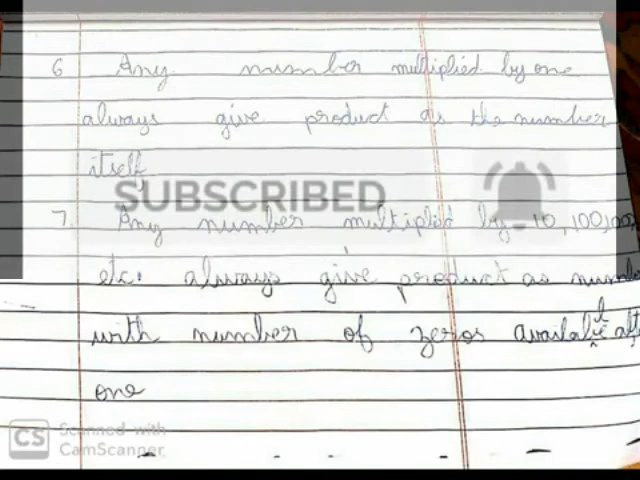 6 Any number multiplied by one
always give product as the number
itself
SUBSCRIBED
7. Any number multiplied by 10, 100,
etc. always give product as
with number of zeros available
one
CS Scanned with
CamScanner